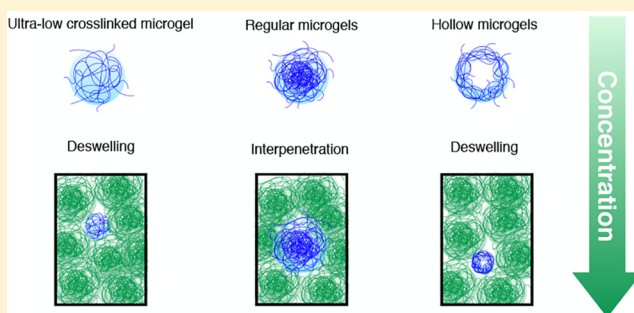 Ultra-low crosslinked microgel
Regular microgels
Hollow microgels
Deswelling
Interpenetration
Deswelling
Concentration